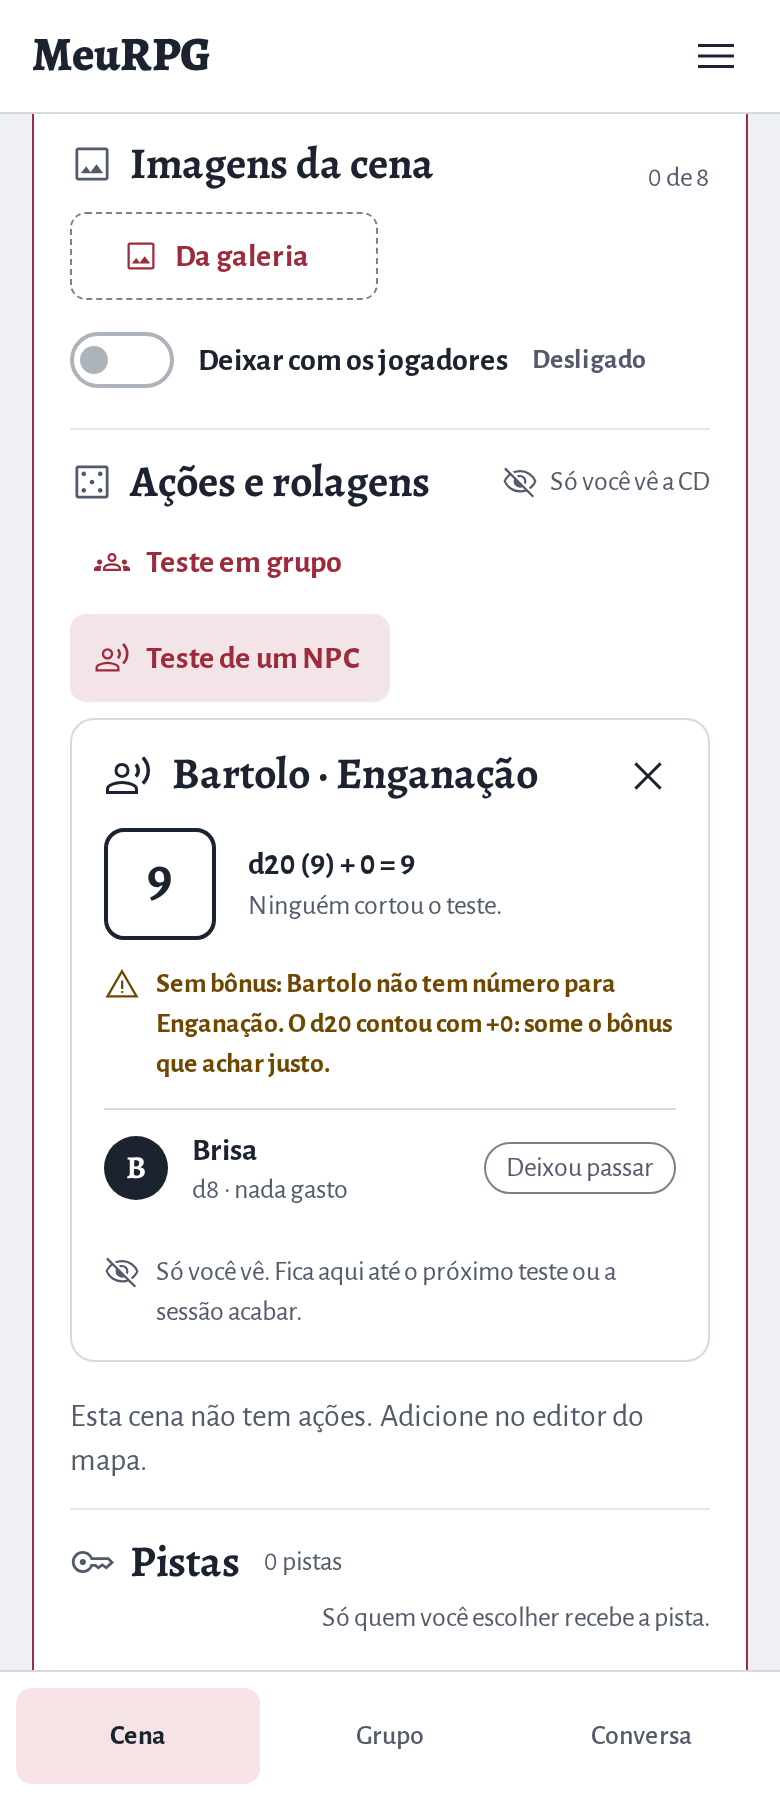 MeuRPG
Imagens da cena
0 de 8
Da galeria
Deixar com os jogadores Desligado
Ações e rolagens
Só você vê a CD
Teste em grupo
Teste de um NPC
Bartolo · Enganação
9
d20 (9) + 0 = 9
Ninguém cortou o teste.
Sem bônus: Bartolo não tem número para
Enganação. O d20 contou com +0: some o bônus
que achar justo.
B
Brisa
d8 · nada gasto
Deixou passar
Só você vê. Fica aqui até o próximo teste ou a
sessão acabar.
Esta cena não tem ações. Adicione no editor do
mapa.
Pistas 0 pistas
Só quem você escolher recebe a pista.
Cena Grupo Conversa